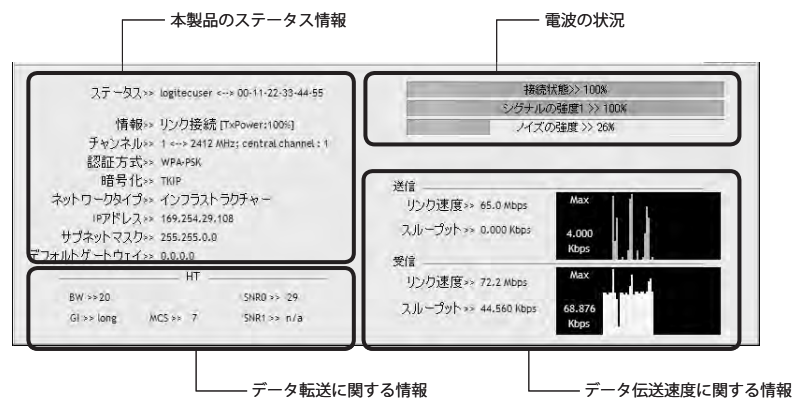 本製品のステータス情報
電波の状況
ステータス>> logitecuser <--> 00-11-22-33-44-55
情報>> リンク接続 [TxPower:100%]
チャンネル>> 1 <--> 2412 MHz; central channel : 1
認証方式>> WPA-PSK
暗号化>> TKIP
ネットワークタイプ>> インフラストラクチャー
IPアドレス>> 169.254.29.108
サブネットマスク>> 255.255.0.0
デフォルトゲートウェイ>> 0.0.0.0
HT
BW >>20
SNR0 >> 29
GI >> long
MCS >> 7
SNR1 >> n/a
接続状態>> 100%
シグナルの強度1 >> 100%
ノイズの強度 >> 26%
送信
リンク速度>> 65.0 Mbps
スループット>> 0.000 Kbps
Max
4.000
Kbps
受信
リンク速度>> 72.2 Mbps
スループット>> 44.560 Kbps
Max
68.876
Kbps
データ転送に関する情報
データ伝送速度に関する情報